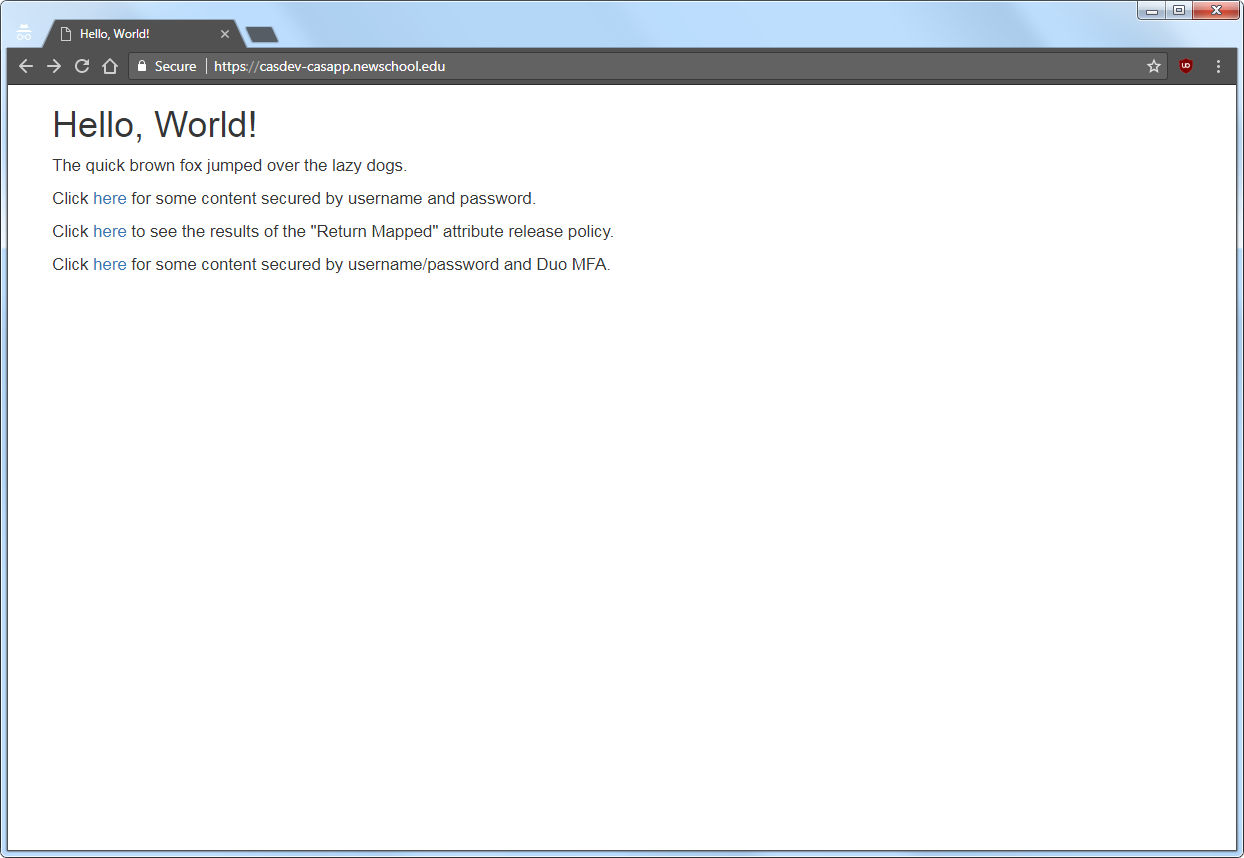 Hello, World!
Secure
https://casdev-casapp.newschool.edu
Hello, World!
The quick brown fox jumped over the lazy dogs.
Click here for some content secured by username and password.
Click here to see the results of the "Return Mapped" attribute release policy.
Click here for some content secured by username/password and Duo MFA.